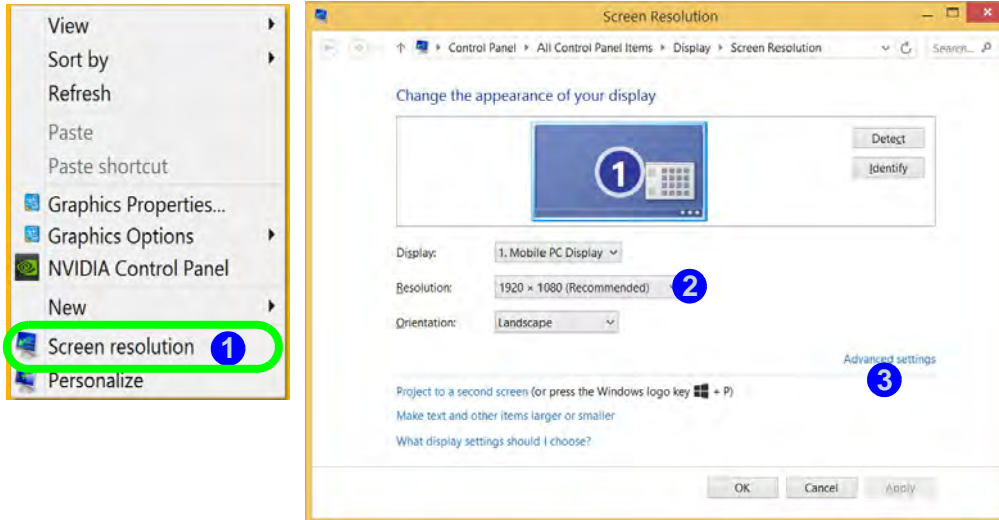 View
Sort by
Refresh
Paste
Paste shortcut
Graphics Properties...
Graphics Options
NVIDIA Control Panel
New
Screen resolution 1
Personalize
Screen Resolution
Control Panel ▸ All Control Panel Items ▸ Display ▸ Screen Resolution
Search...
Change the appearance of your display
1
Detect
Identify
Display: 1. Mobile PC Display
Resolution: 1920 × 1080 (Recommended) 2
Orientation: Landscape
Advanced settings
3
Project to a second screen (or press the Windows logo key + P)
Make text and other items larger or smaller
What display settings should I choose?
OK Cancel Apply